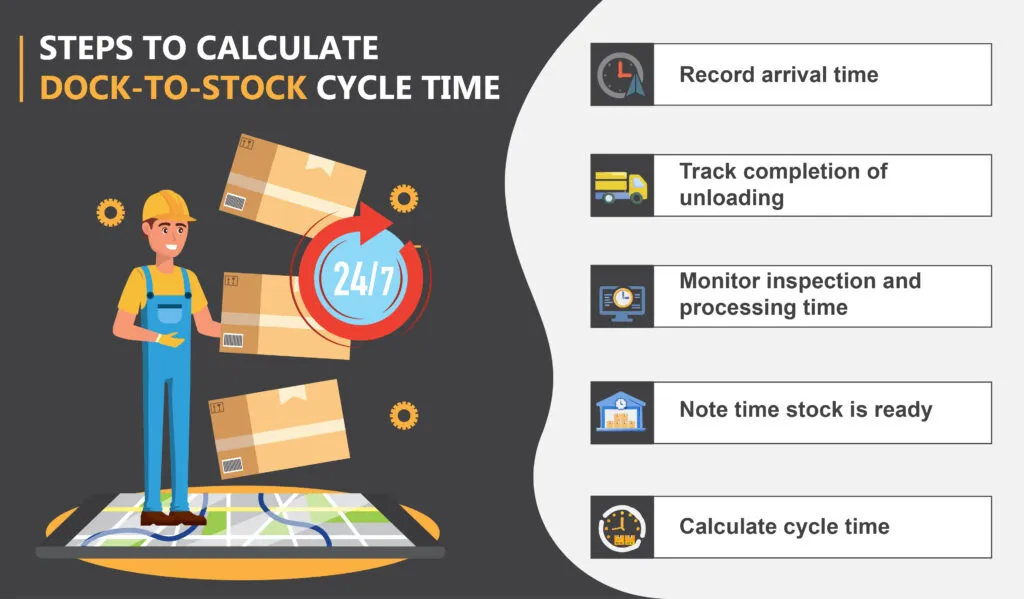 STEPS TO CALCULATE
DOCK-TO-STOCK CYCLE TIME
24/7
Record arrival time
Track completion of
unloading
Monitor inspection and
processing time
Note time stock is ready
Calculate cycle time